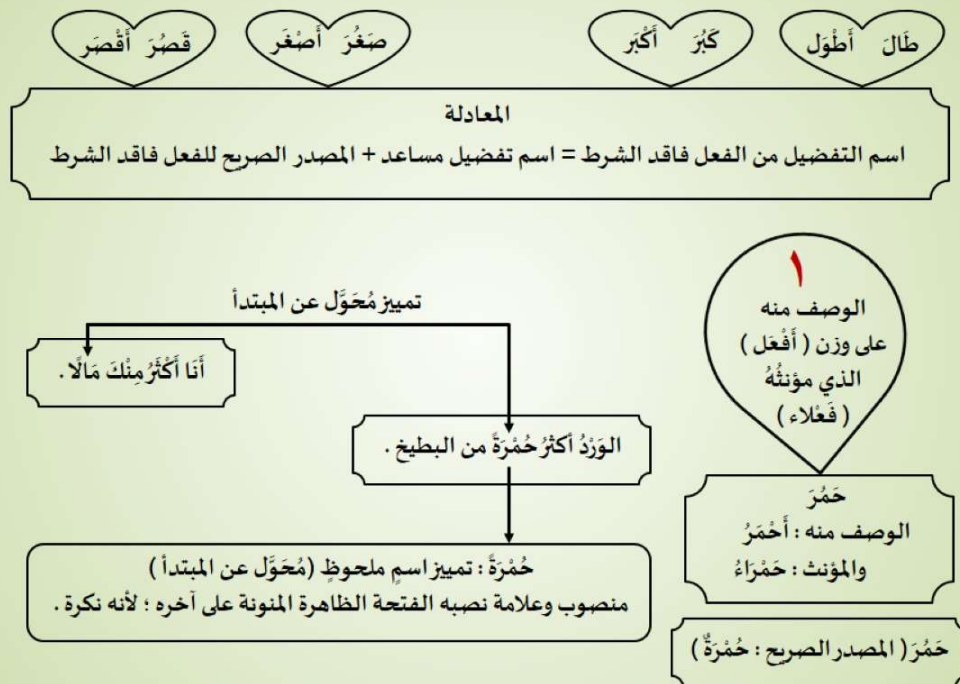 طَالَ أَطْوَل
كَبُرَ أَكْبَر
صَغُرَ أَصْغَر
قَصُرَ أَقْصَر
المعادلة
اسم التفضيل من الفعل فاقد الشرط = اسم تفضيل مساعد + المصدر الصريح للفعل فاقد الشرط
١
الوصف منه
على وزن ( أَفْعَل )
الذي مؤنثُهُ
( فَعْلاء )
تمييز مُحَوَّل عن المبتدأ
أَنَا أَكْثَرُ مِنْكَ مَالًا .
الوَرْدُ أكثرُ حُمْرَةً من البطيخ .
حَمُرَ
الوصف منه : أَحْمَرُ
والمؤنث : حَمْرَاءُ
حُمْرَةً : تمييز اسمٍ ملحوظٍ (مُحَوَّل عن المبتدأ )
منصوب وعلامة نصبه الفتحة الظاهرة المنونة على آخره ؛ لأنه نكرة .
حَمُرَ ( المصدر الصريح : حُمْرَةٌ )